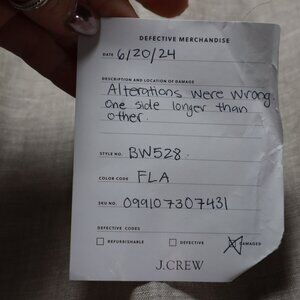 DEFECTIVE MERCHANDISE
DATE 6/20/24
DESCRIPTION AND LOCATION OF DAMAGE
Alterations were wrong.
one side longer than
other.
STYLE NO. BW528.
COLOR CODE FLA
SKU NO. 099107307431
DEFECTIVE CODES
REFURBISHABLE DEFECTIVE DAMAGED
J.CREW